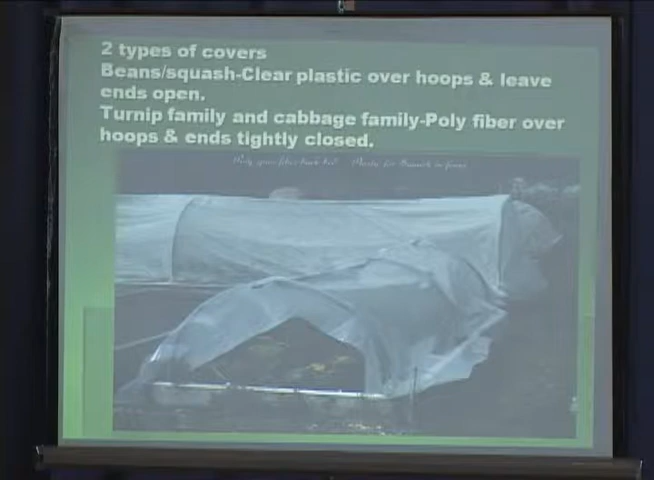 2 types of covers
Beans/squash-Clear plastic over hoops & leave
ends open.
Turnip family and cabbage family-Poly fiber over
hoops & ends tightly closed.